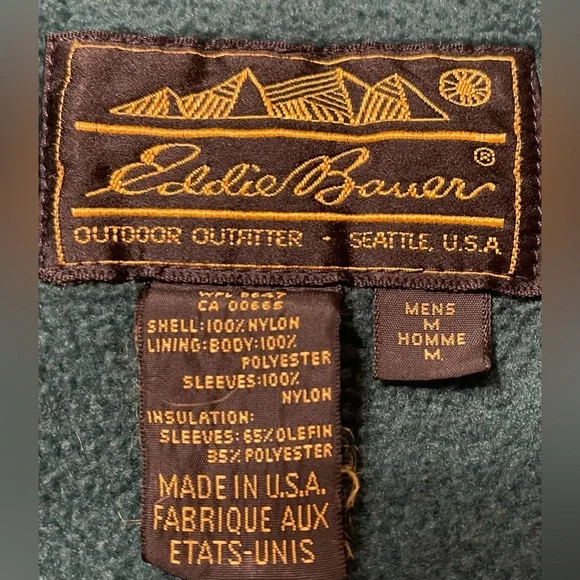 Eddie Bauer®
OUTDOOR OUTFITTER · SEATTLE, U.S.A
CA 00665
SHELL:100%NYLON
LINING:BODY:100%
POLYESTER
SLEEVES:100%
NYLON
INSULATION:
SLEEVES:65%OLEFIN
35%POLYESTER
MADE IN U.S.A.
FABRIQUE AUX
ETATS-UNIS
MENS
M
HOMME
M